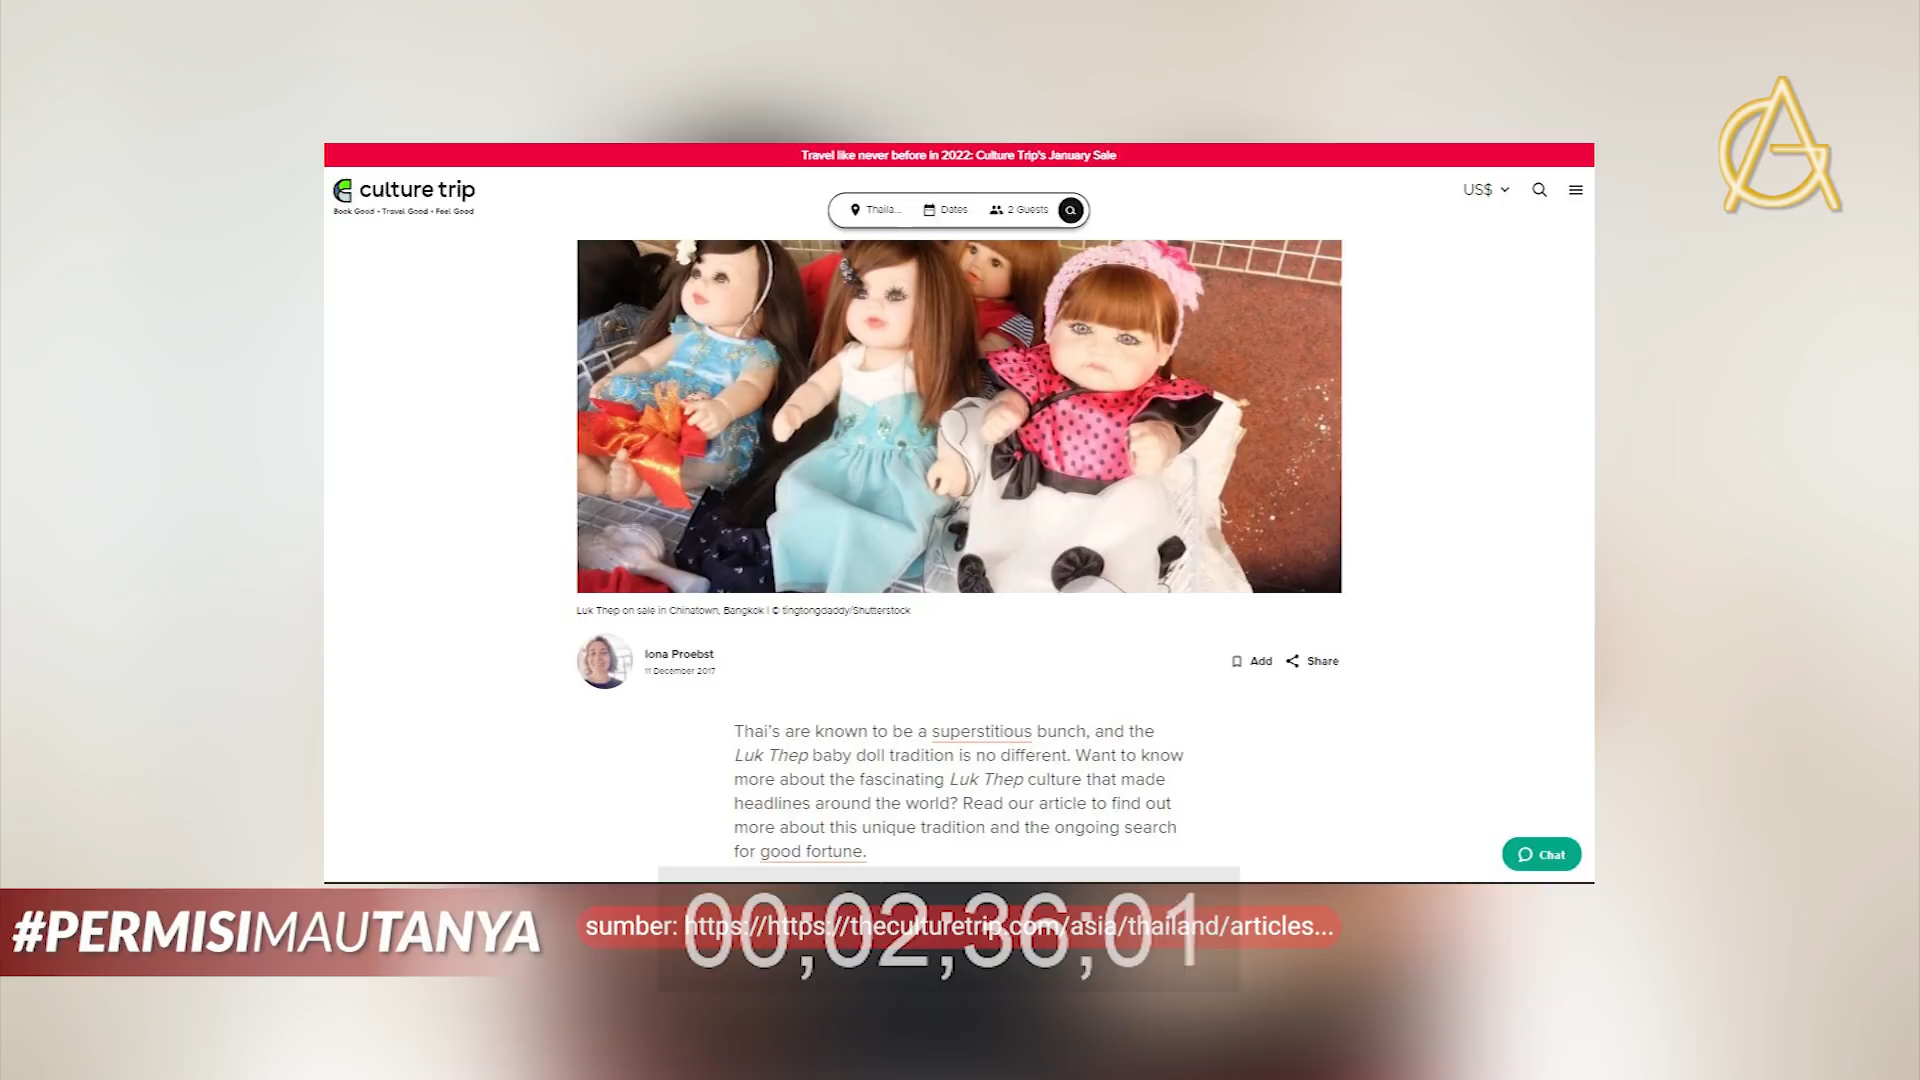 Travel like never before in 2022: Culture Trip's January Sale
culture trip
Book Good • Travel Good • Feel Good
Thaila...
Dates
2 Guests
US$
Luk Thep on sale in Chinatown, Bangkok | © tingtongdaddy/Shutterstock
Iona Proebst
11 December 2017
Add
Share
Thai's are known to be a superstitious bunch, and the
Luk Thep baby doll tradition is no different. Want to know
more about the fascinating Luk Thep culture that made
headlines around the world? Read our article to find out
more about this unique tradition and the ongoing search
for good fortune.
Chat
#PERMISIMAUTANYA
sumber: https://https://theculturetrip.com/asia/thailand/articles...
00;02;36;01